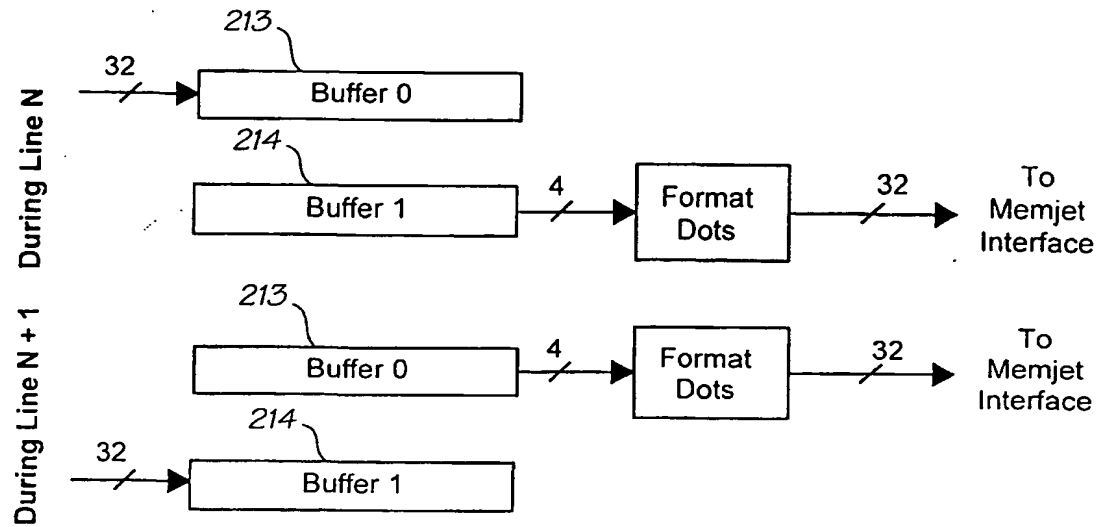 During Line N
213
32
Buffer 0
214
Buffer 1
4
Format
Dots
32
To
Memjet
Interface
During Line N + 1
213
Buffer 0
4
Format
Dots
32
To
Memjet
Interface
214
32
Buffer 1